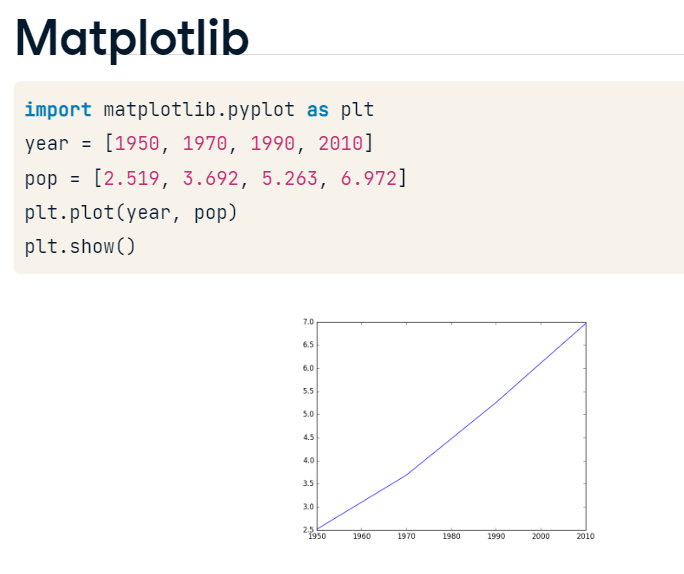 Matplotlib
import matplotlib.pyplot as plt
year = [1950, 1970, 1990, 2010]
pop = [2.519, 3.692, 5.263, 6.972]
plt.plot(year, pop)
plt.show()
7.0
6.5
6.0
5.5
5.0
4.5
4.0
3.5
3.0
2.5
1950 1960 1970 1980 1990 2000 2010